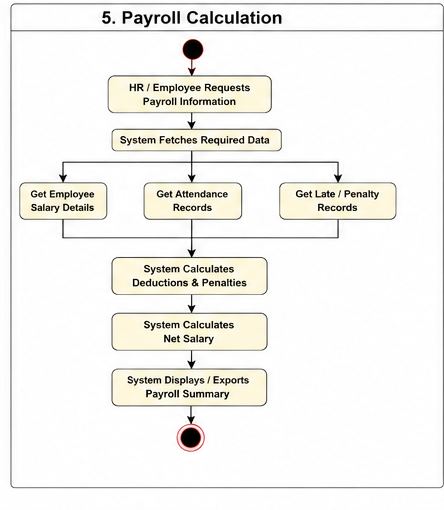 5. Payroll Calculation
HR / Employee Requests
Payroll Information
System Fetches Required Data
Get Employee
Salary Details
Get Attendance
Records
Get Late / Penalty
Records
System Calculates
Deductions & Penalties
System Calculates
Net Salary
System Displays / Exports
Payroll Summary